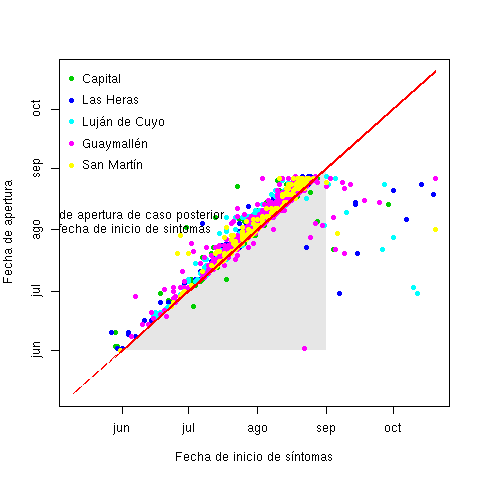 Capital
Las Heras
Luján de Cuyo
Guaymallén
San Martín
de apertura de caso posterior
fecha de inicio de síntomas
Fecha de apertura
oct
sep
ago
jul
jun
jun
jul
ago
sep
oct
Fecha de inicio de síntomas